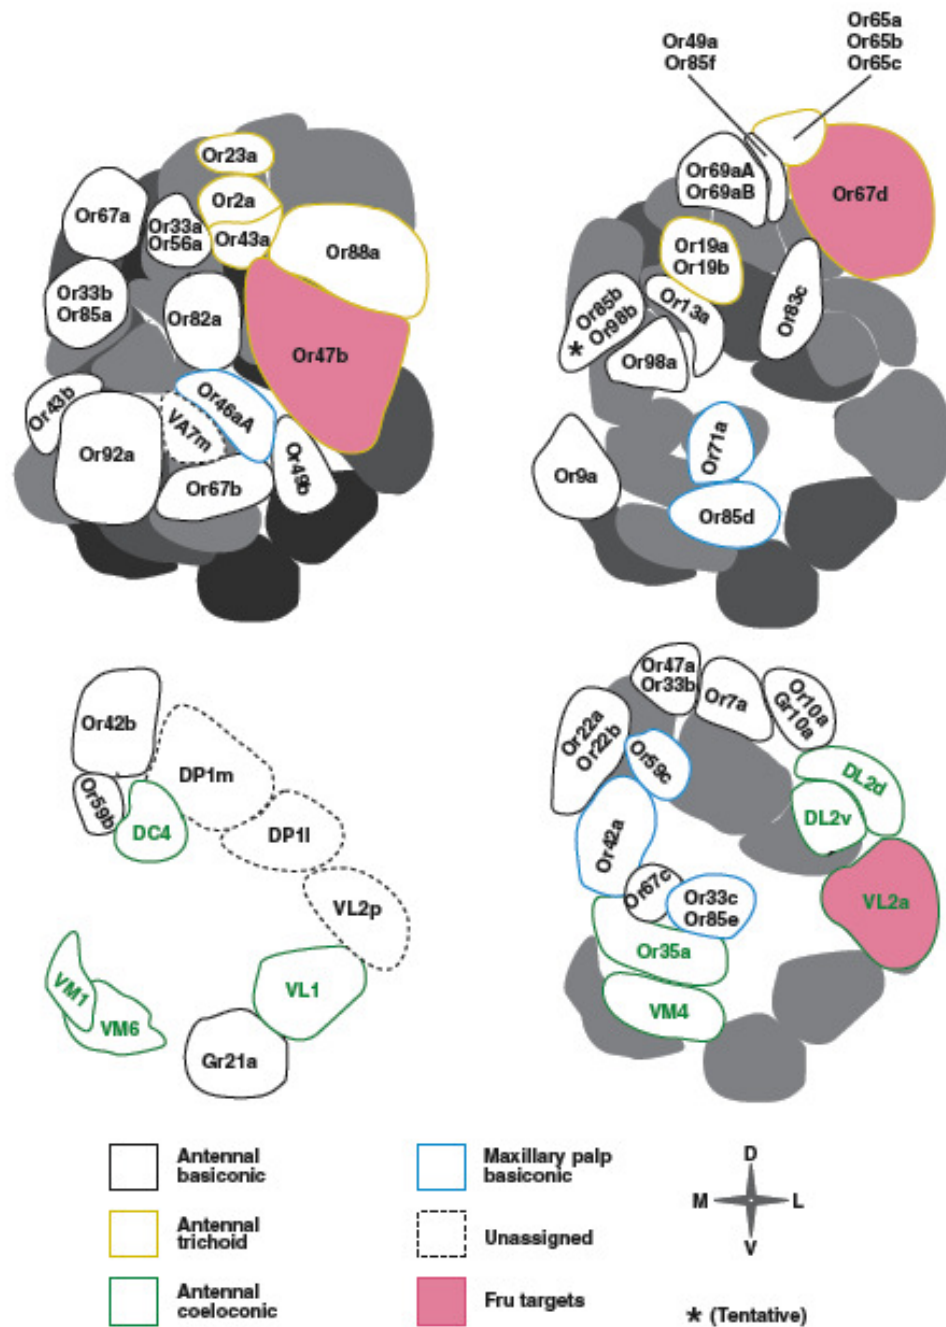 Or49a
Or85f
Or65a
Or65b
Or65c
Or23a
Or2a
Or67a
Or33a
Or56a
Or43a
Or88a
Or33b
Or85a
Or82a
Or47b
Or43b
Or46aA
VA7m
Or92a
Or67b
Or49b
Or69aA
Or69aB
Or67d
Or19a
Or19b
Or83c
Or85b
* Or98b
Or13a
Or98a
Or71a
Or9a
Or85d
Or42b
DP1m
Or59b
DC4
DP1l
VL2p
VM1
VM6
VL1
Gr21a
Or47a
Or33b
Or7a
Or10a
Gr10a
Or22a
Or22b
Or59c
DL2d
DL2v
Or42a
Or67c
Or33c
Or85e
VL2a
Or35a
VM4
Antennal
basiconic
Antennal
trichoid
Antennal
coeloconic
Maxillary palp
basiconic
Unassigned
Fru targets
D
M
L
V
* (Tentative)